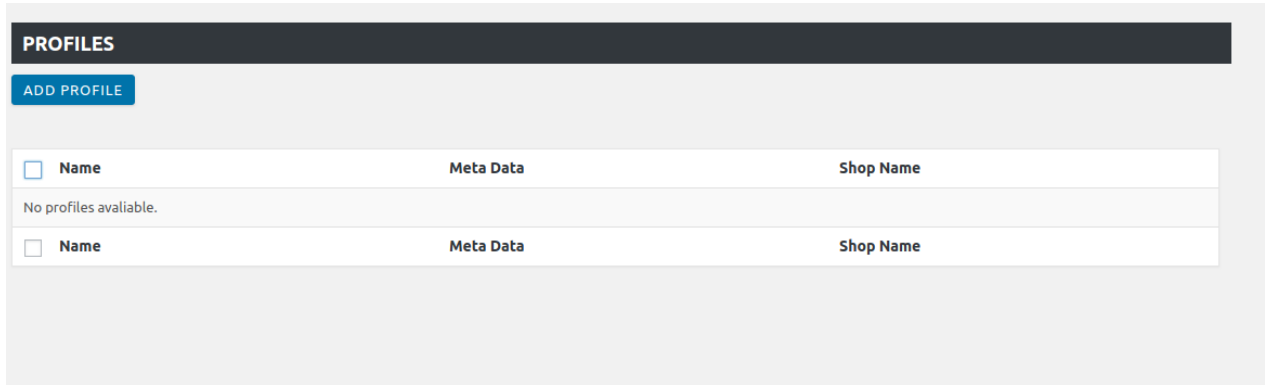 PROFILES
ADD PROFILE
Name Meta Data Shop Name
No profiles avaliable.
Name Meta Data Shop Name